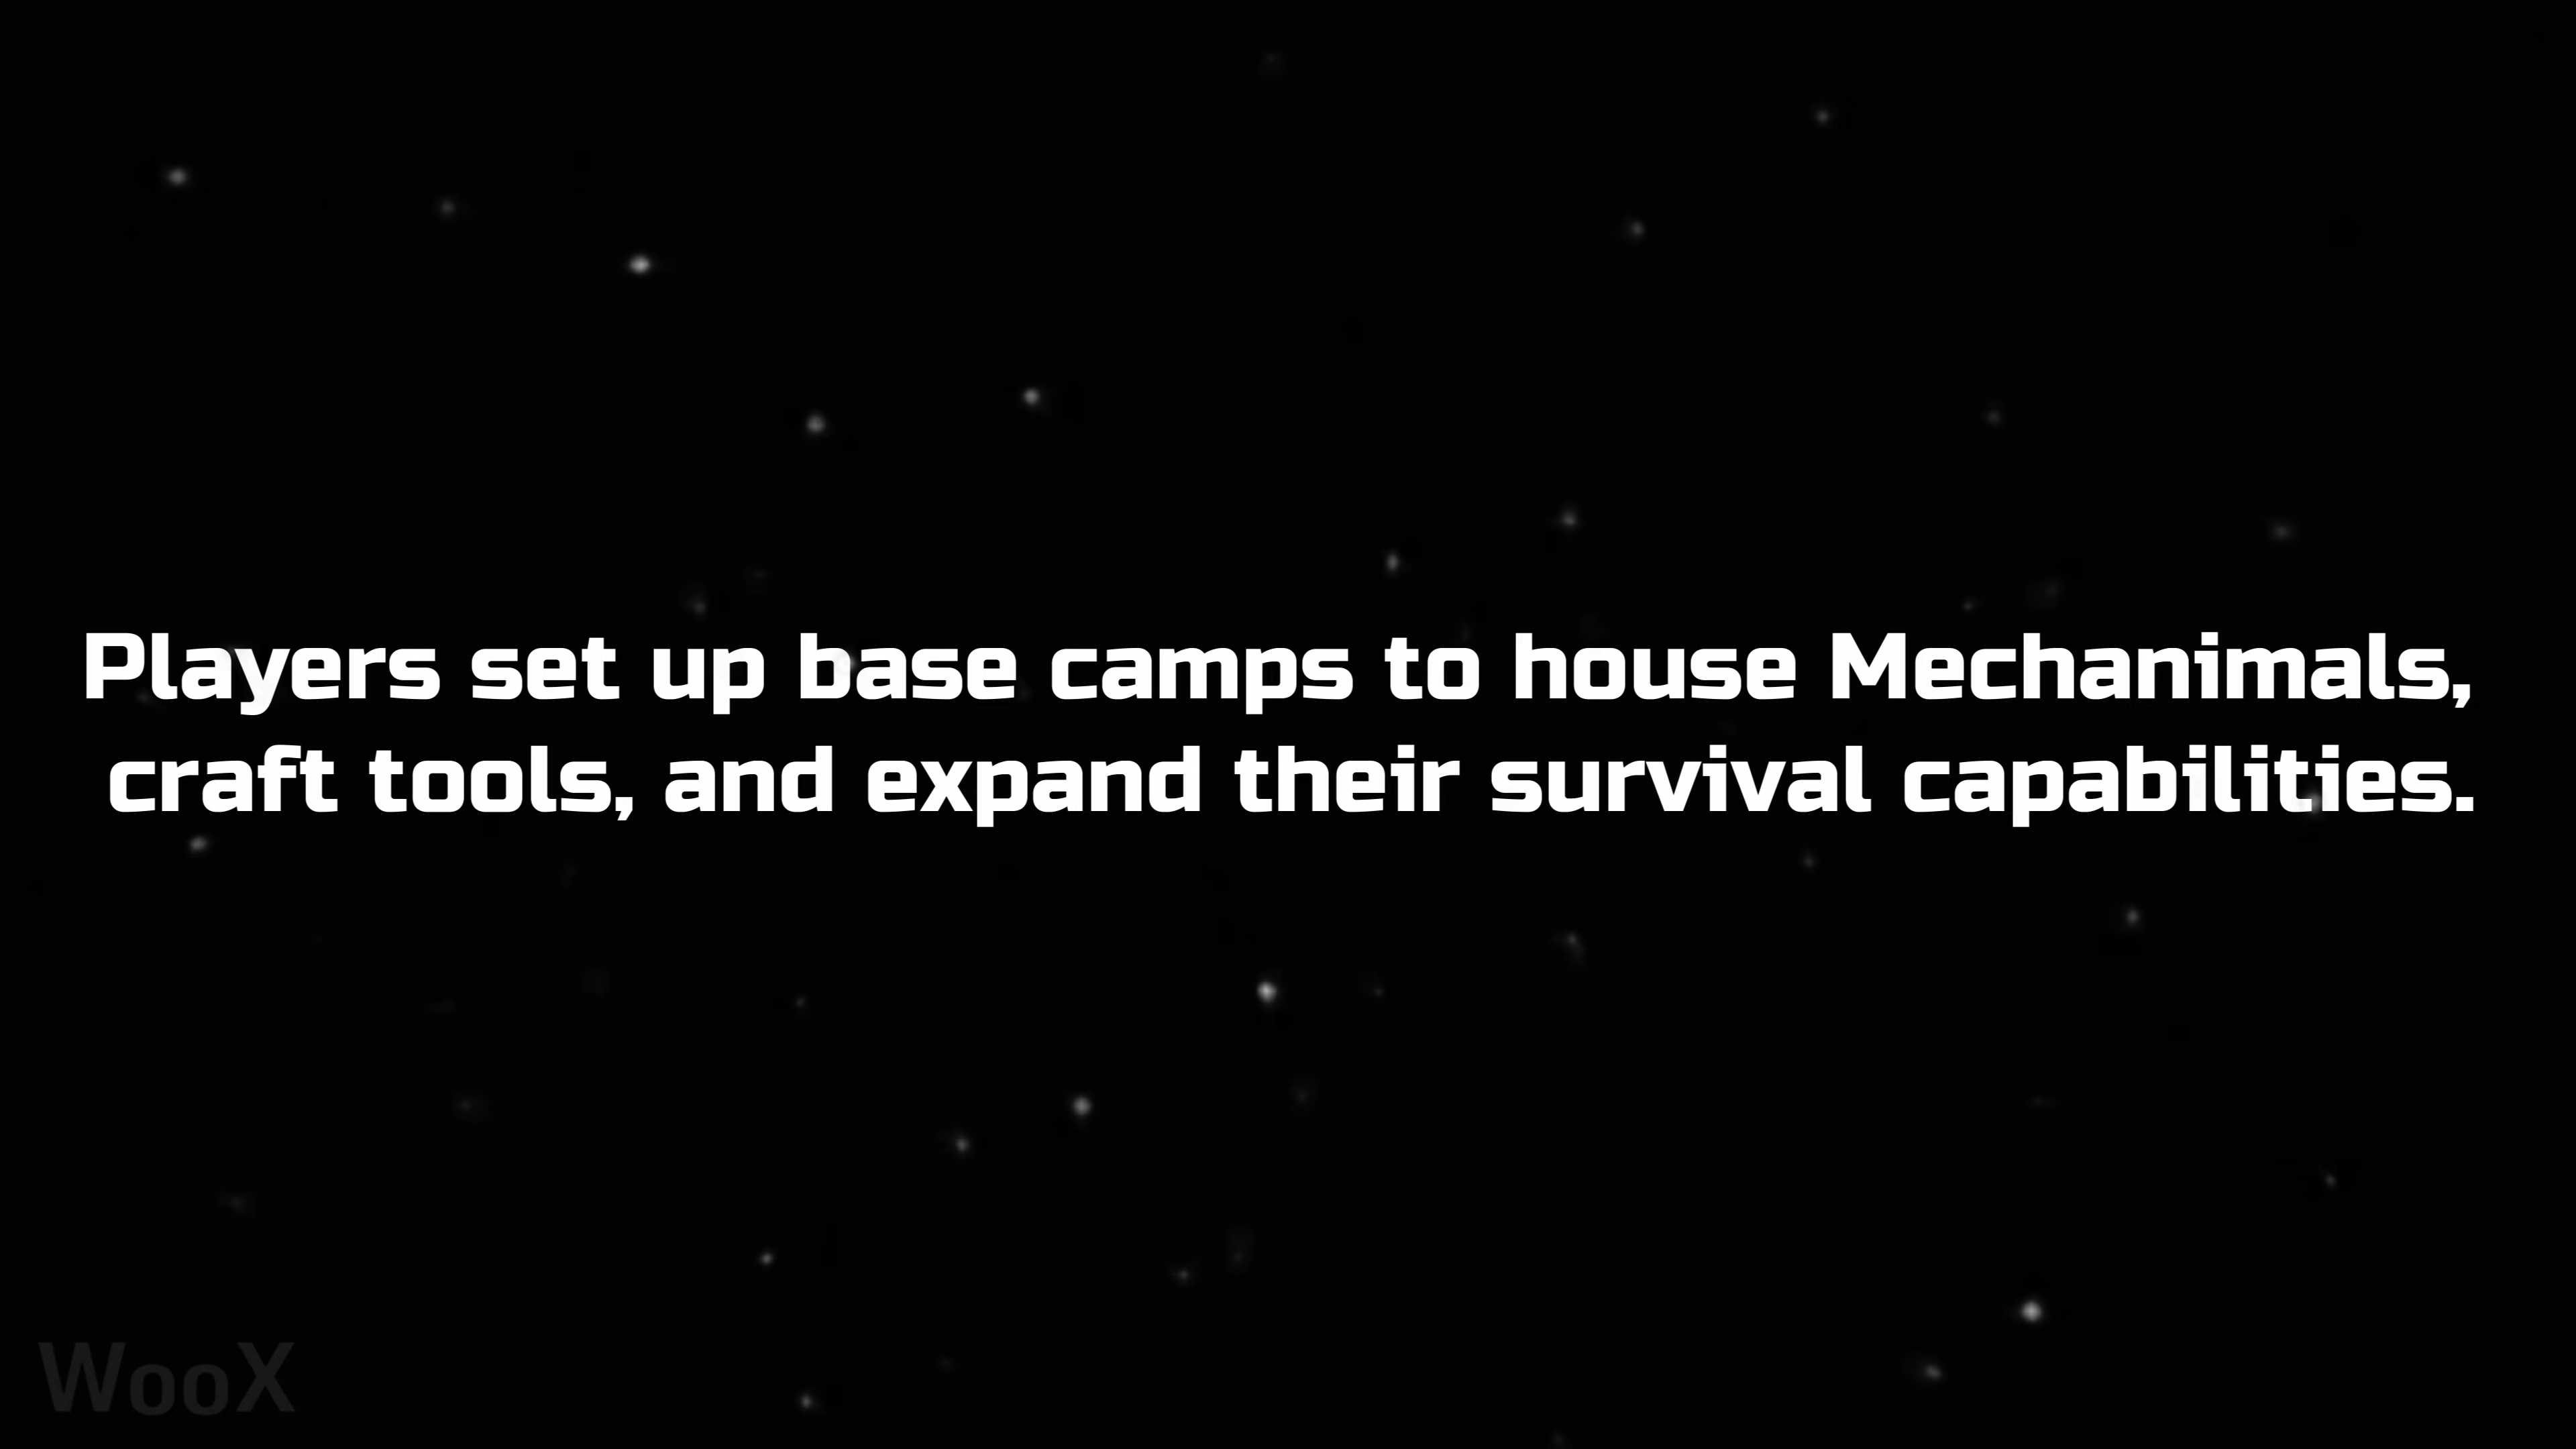 Players set up base camps to house Mechanimals,
craft tools, and expand their survival capabilities.
WooX